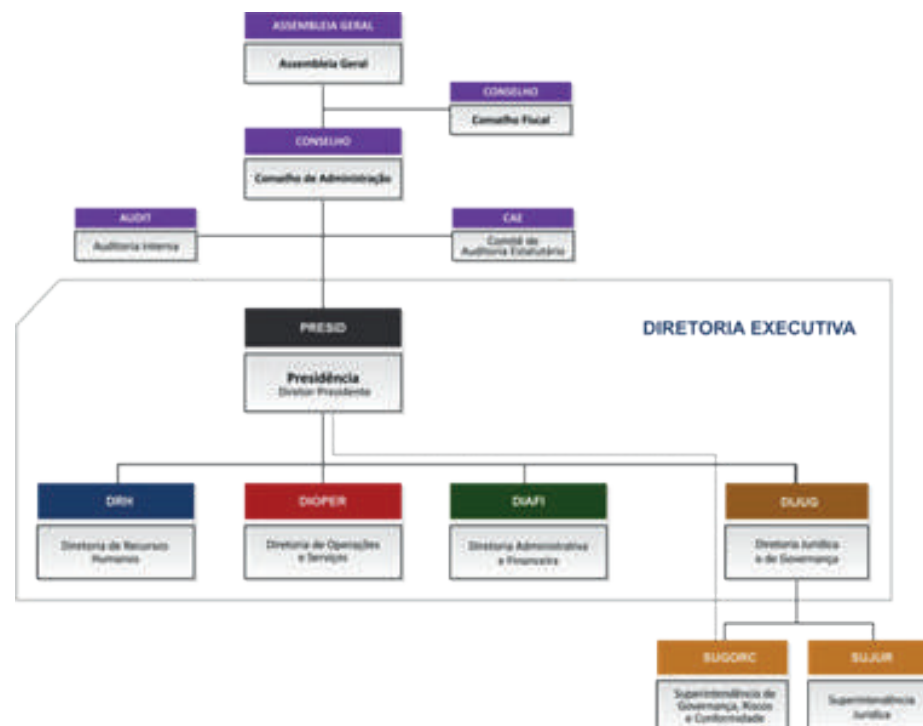 ASSEMBLEIA GERAL
Assembleia Geral
CONSELHO
Conselho Fiscal
CONSELHO
Conselho de Administração
AUDIT
Auditoria Interna
CAE
Comitê de
Auditoria Estatutário
DIRETORIA EXECUTIVA
PRESID
Presidência
Diretor Presidente
DRH
Diretoria de Recursos
Humanos
DIOPER
Diretoria de Operações
e Serviços
DIAFI
Diretoria Administrativa
e Financeira
DIJUG
Diretoria Jurídica
e de Governança
SUGORC
Superintendência de
Governança, Riscos
e Conformidade
SUJUR
Superintendência
Jurídica